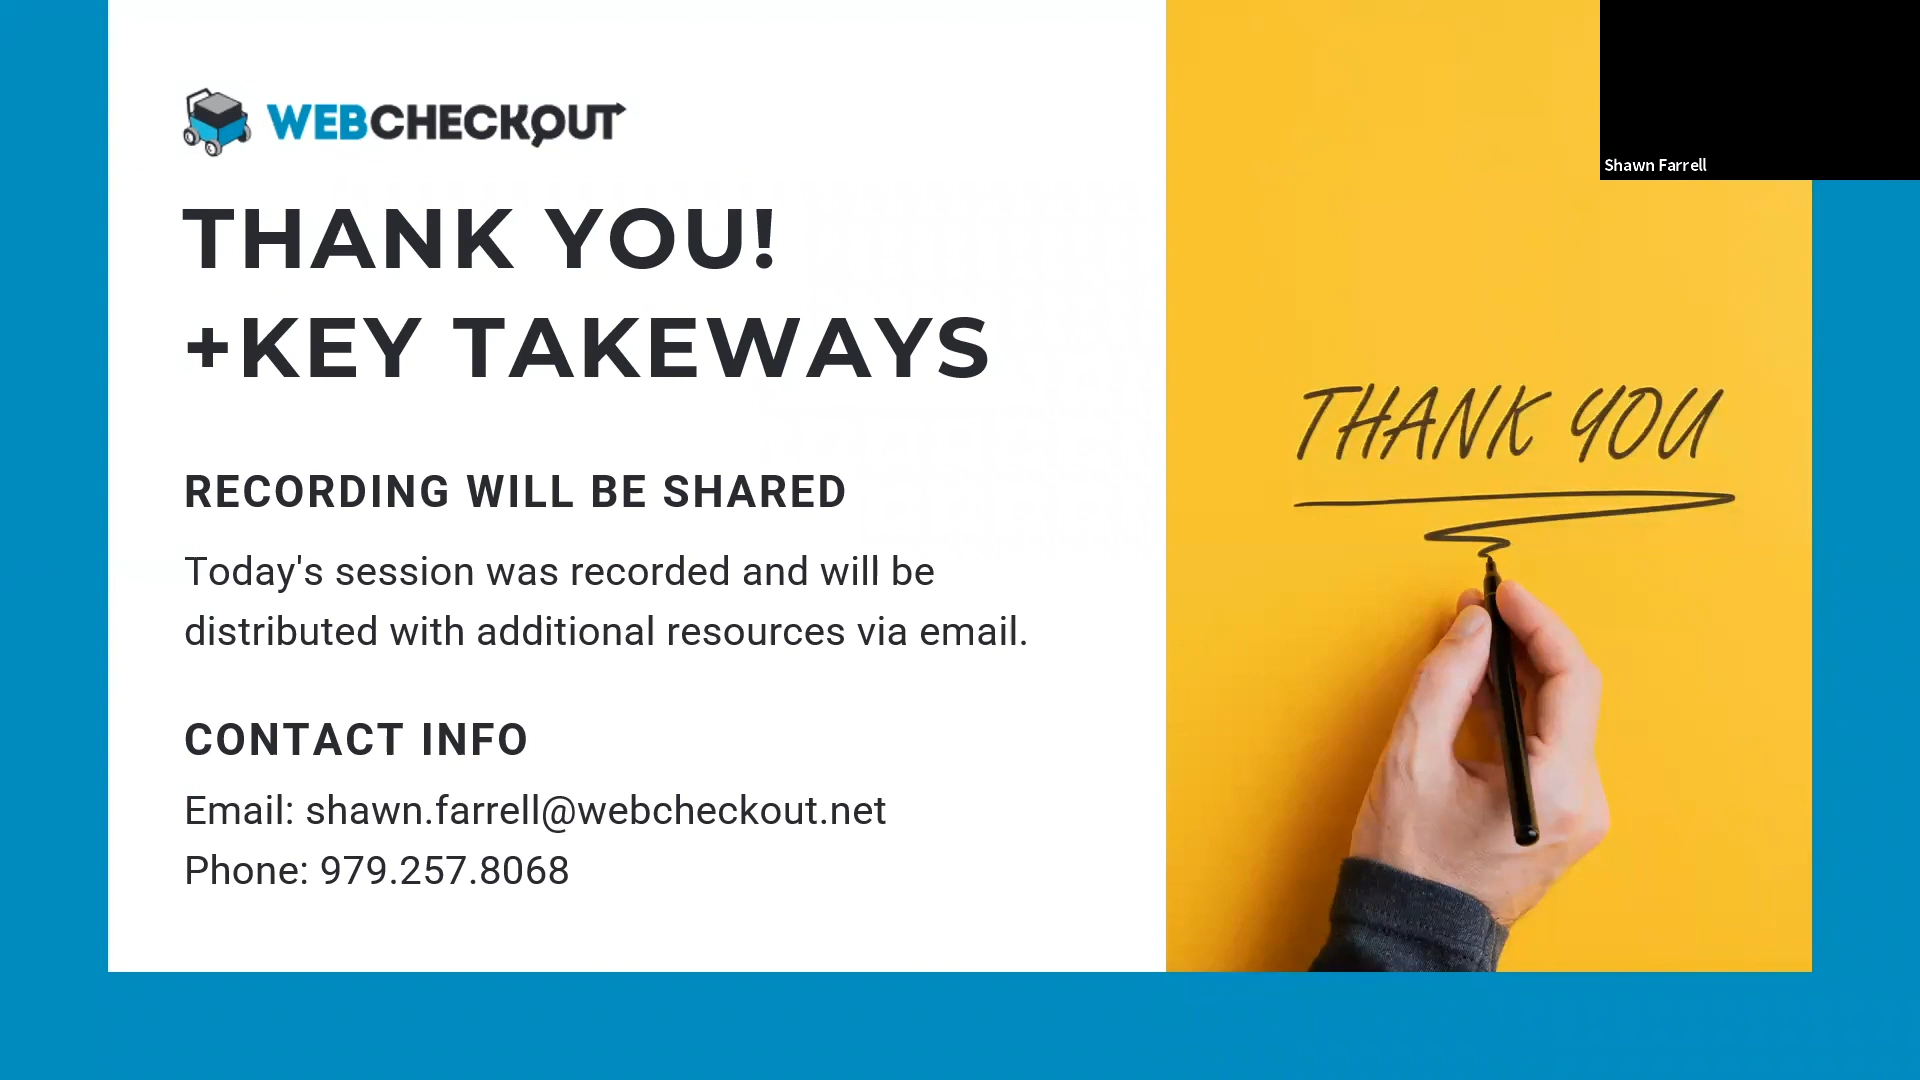 WEBCHECKOUT
THANK YOU!
+KEY TAKEWAYS
RECORDING WILL BE SHARED
Today's session was recorded and will be
distributed with additional resources via email.
CONTACT INFO
Email: shawn.farrell@webcheckout.net
Phone: 979.257.8068
THANK YOU
Shawn Farrell